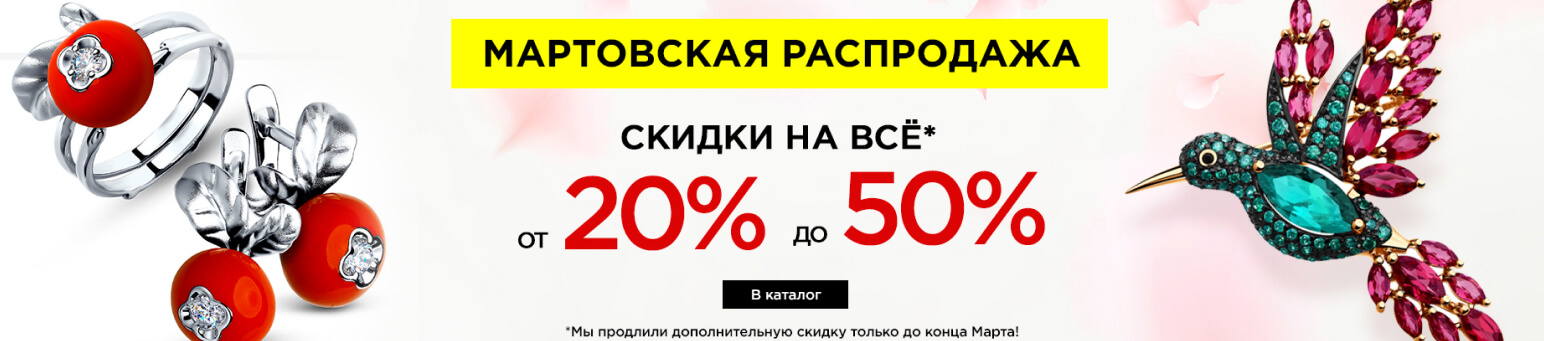 МАРТОВСКАЯ РАСПРОДАЖА
СКИДКИ НА ВСЁ*
от 20% до 50%
В каталог
*Мы продлили дополнительную скидку только до конца Марта!